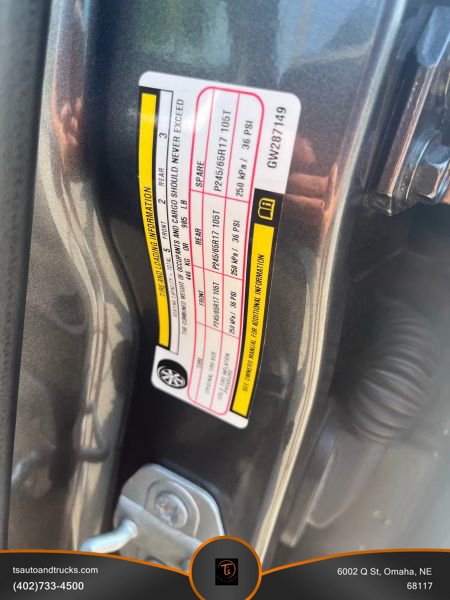 TIRE AND LOADING INFORMATION
SEATING CAPACITY - TOTAL 5 FRONT 2 REAR 3
THE COMBINED WEIGHT OF OCCUPANTS AND CARGO SHOULD NEVER EXCEED
446 KG OR 985 LB
TIRE FRONT REAR SPARE
ORIGINAL TIRE SIZE P245/65R17 105T P245/65R17 105T P245/65R17 105T
COLD TIRE INFLATION PRESSURE 250 kPa / 36 PSI 250 kPa / 36 PSI 250 kPa / 36 PSI
SEE OWNERS MANUAL FOR ADDITIONAL INFORMATION
GW287149
tsautoandtrucks.com
(402)733-4500
Ts
6002 Q St, Omaha, NE
68117